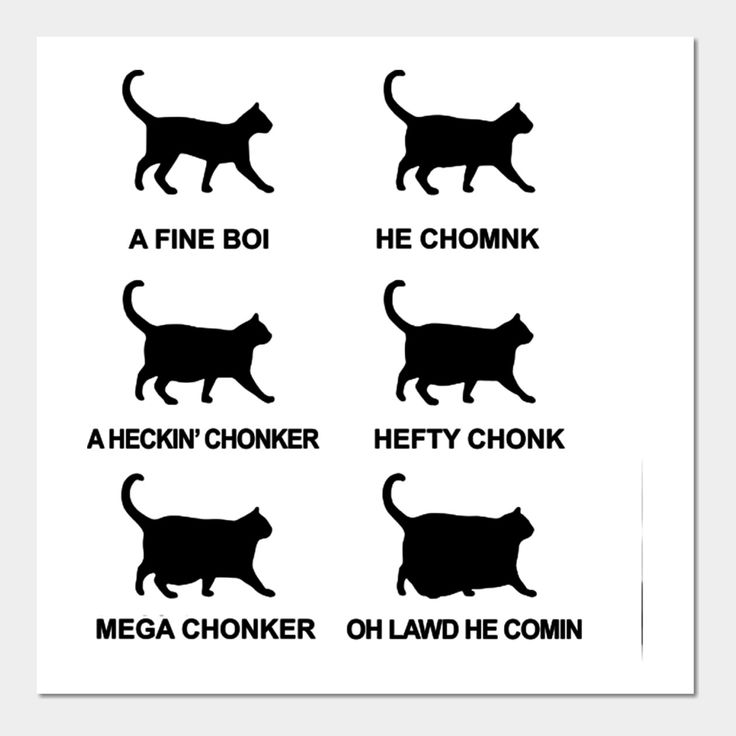 A FINE BOI
HE CHOMNK
A HECKIN' CHONKER
HEFTY CHONK
MEGA CHONKER
OH LAWD HE COMIN